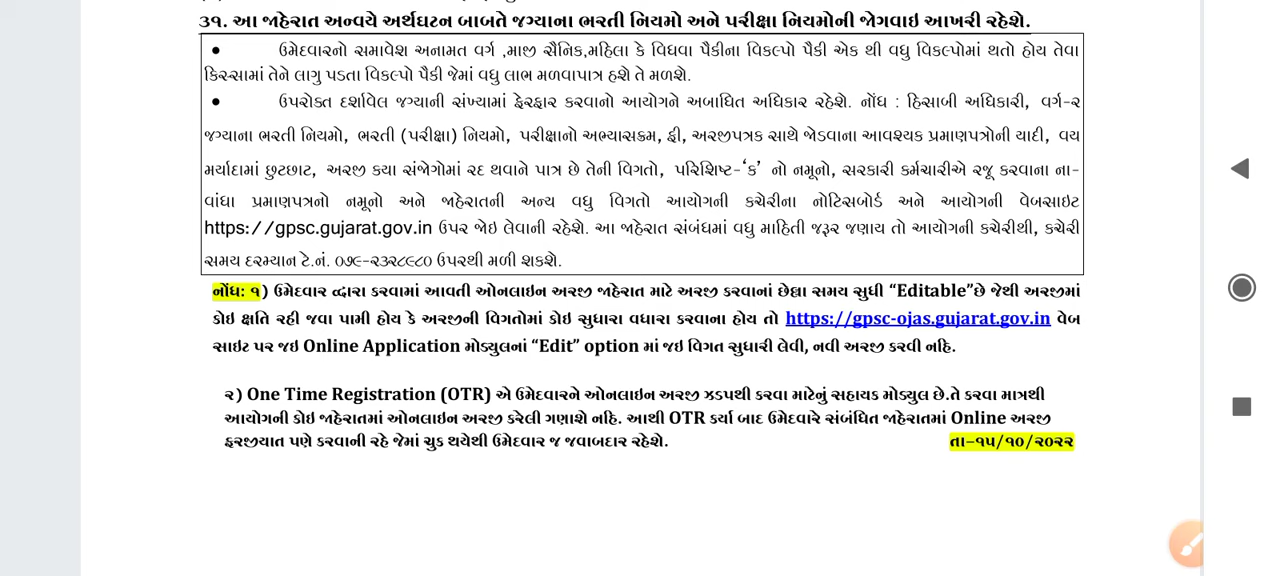 ૩૧. આ જાહેરાત અન્વયે અર્થઘટન બાબતે જગ્યાના ભરતી નિયમો અને પરીક્ષા નિયમોની જોગવાઇ આખરી રહેશે.
• ઉમેદવારનો સમાવેશ અનામત વર્ગ ,માજી સૈનિક,મહિલા કે વિધવા પૈકીના વિકલ્પો પૈકી એક થી વધુ વિકલ્પોમાં થતો હોય તેવા
કિસ્સામાં તેને લાગુ પડતા વિકલ્પો પૈકી જેમાં વધુ લાભ મળવાપાત્ર હશે તે મળશે.
• ઉપરોક્ત દર્શાવેલ જગ્યાની સંખ્યામાં ફેરફાર કરવાનો આયોગને અબાધિત અધિકાર રહેશે. નોંધ : હિસાબી અધિકારી, વર્ગ-૨
જગ્યાના ભરતી નિયમો, ભરતી (પરીક્ષા) નિયમો, પરીક્ષાનો અભ્યાસક્રમ, ફી, અરજીપત્રક સાથે જોડવાના આવશ્યક પ્રમાણપત્રોની યાદી, વય
મર્યાદામાં છુટછાટ, અરજી કયા સંજોગોમાં રદ થવાને પાત્ર છે તેની વિગતો, પરિશિષ્ટ-‘ક’ નો નમૂનો, સરકારી કર્મચારીએ રજૂ કરવાના ના-
વાંધા પ્રમાણપત્રનો નમૂનો અને જાહેરાતની અન્ય વધુ વિગતો આયોગની કચેરીના નોટિસબોર્ડ અને આયોગની વેબસાઇટ
https://gpsc.gujarat.gov.in ઉપર જોઇ લેવાની રહેશે. આ જાહેરાત સંબંધમાં વધુ માહિતી જરૂર જણાય તો આયોગની કચેરીથી, કચેરી
સમય દરમ્યાન ટે.નં. ૦૭૯-૨૩૨૮૯૮૦ ઉપરથી મળી શકશે.
નોંધ: ૧) ઉમેદવાર દ્વારા કરવામાં આવતી ઓનલાઇન અરજી જાહેરાત માટે અરજી કરવાનાં છેલ્લા સમય સુધી “Editable”છે જેથી અરજીમાં
કોઇ ક્ષતિ રહી જવા પામી હોય કે અરજીની વિગતોમાં કોઇ સુધારા વધારા કરવાના હોય તો https://gpsc-ojas.gujarat.gov.in વેબ
સાઇટ પર જઇ Online Application મોડ્યુલનાં “Edit” option માં જઇ વિગત સુધારી લેવી, નવી અરજી કરવી નહિ.
૨) One Time Registration (OTR) એ ઉમેદવારને ઓનલાઇન અરજી ઝડપથી કરવા માટેનું સહાયક મોડ્યુલ છે.તે કરવા માત્રથી
આયોગની કોઇ જાહેરાતમાં ઓનલાઇન અરજી કરેલી ગણાશે નહિ. આથી OTR કર્યા બાદ ઉમેદવારે સંબંધિત જાહેરાતમાં Online અરજી
ફરજીયાત પણે કરવાની રહે જેમાં ચુક થયેથી ઉમેદવાર જ જવાબદાર રહેશે. તા-૧૫/૧૦/૨૦૨૨